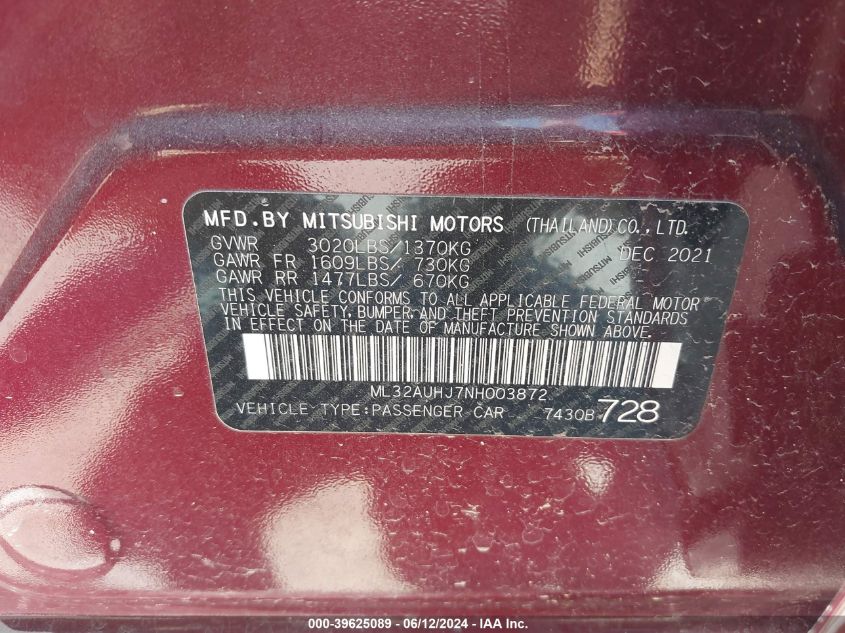 MFD.BY MITSUBISHI MOTORS (THAILAND)CO.,LTD.
GVWR 3020LBS/1370KG DEC 2021
GAWR FR 1609LBS/ 730KG
GAWR RR 1477LBS/ 670KG
THIS VEHICLE CONFORMS TO ALL APPLICABLE FEDERAL MOTOR
VEHICLE SAFETY, BUMPER, AND THEFT PREVENTION STANDARDS
IN EFFECT ON THE DATE OF MANUFACTURE SHOWN ABOVE.
ML32AUHJ7NH003872
VEHICLE TYPE:PASSENGER CAR 7430B 728
000-39625089 - 06/12/2024 - IAA Inc.